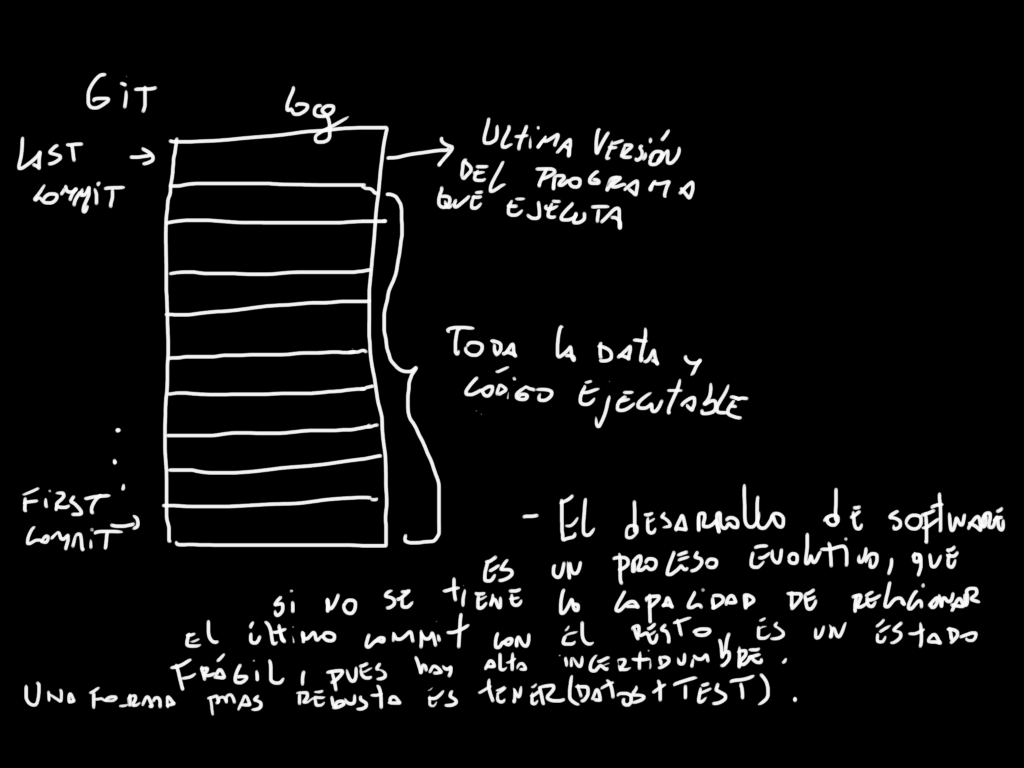 GiT
log
LAST
COMMIT
ULtiMA VERSIÓN
DEL PROGRAMA
QUE EJECUTA
TODA LA DATA y
CÓDIGO EJECUTABLE
FIRST
COMMIT
- EL DESARROLLO DE SOFTWARE
ES UN PROCESO EVOLUTIVO, QUE
SI NO SE TIENE LA CAPACIDAD DE RELACIONAR
EL ÚLTIMO COMMIT CON EL RESTO, ES UN ESTADO
FRÁGIL, PUES hay alta INCERTIDUMBRE.
UNA FORMA MAS ROBUSTA ES TENER (DATOS + TEST).